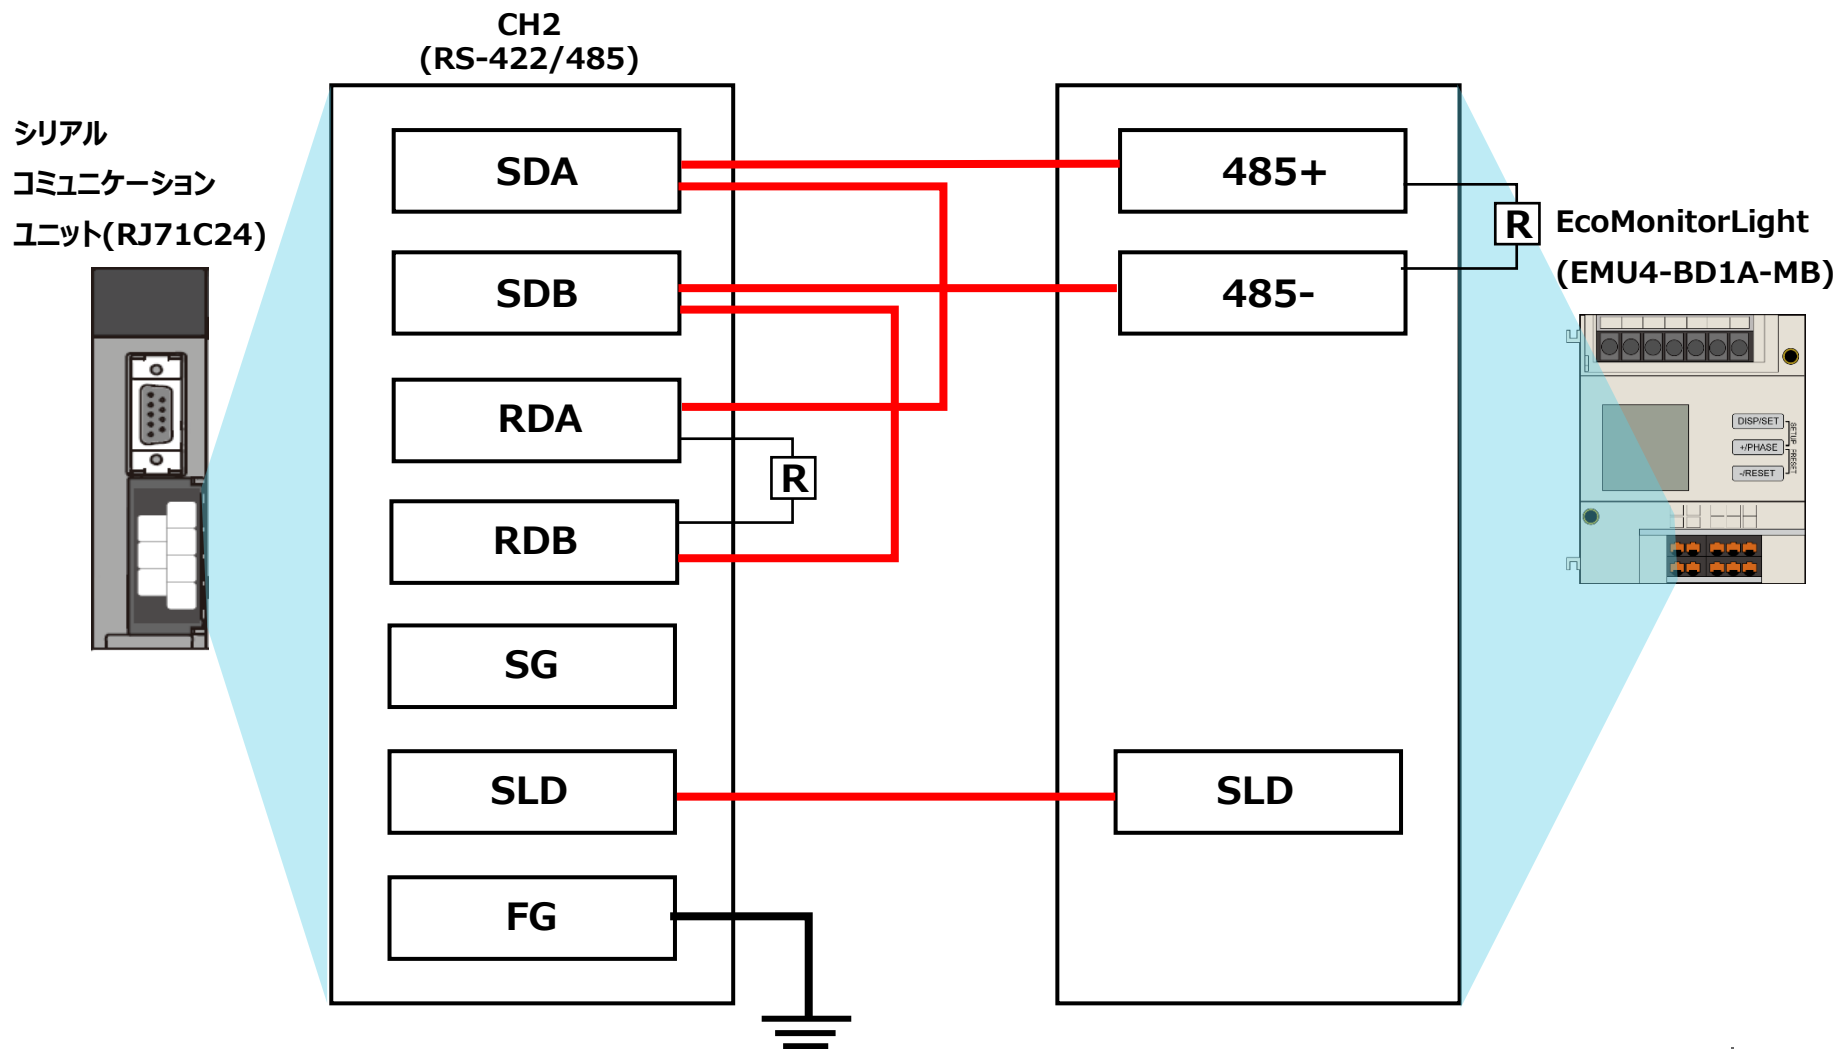 CH2
(RS-422/485)
シリアル
コミュニケーション
ユニット(RJ71C24)
SDA
SDB
RDA
R
RDB
SG
SLD
FG
485+
485-
SLD
R
EcoMonitorLight
(EMU4-BD1A-MB)
DISP/SET
+/PHASE
-/RESET
SETUP
PRESET